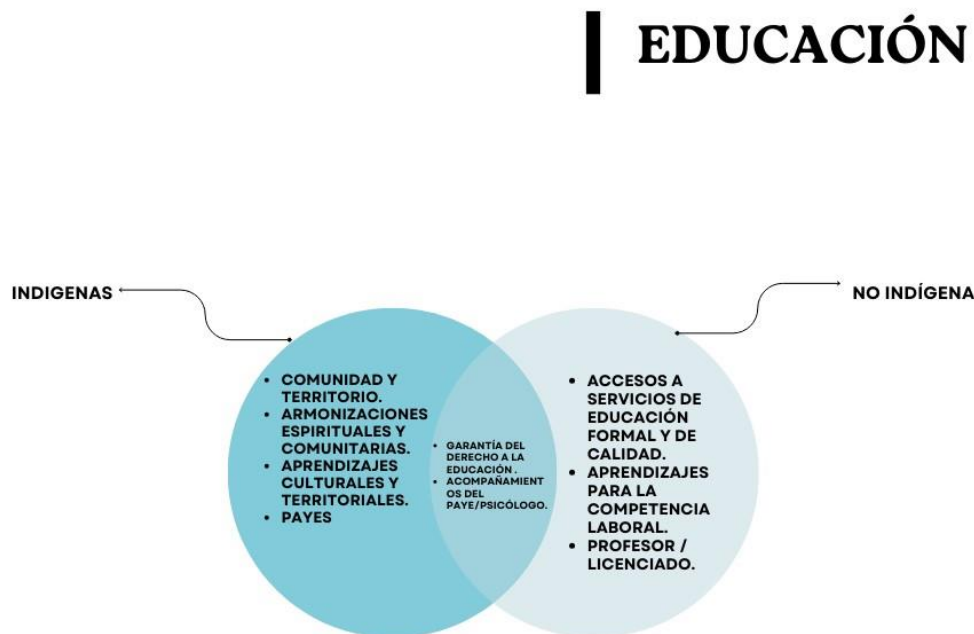 EDUCACIÓN
INDIGENAS
NO INDÍGENA
• COMUNIDAD Y
TERRITORIO.
• ARMONIZACIONES
ESPIRITUALES Y
COMUNITARIAS.
• APRENDIZAJES
CULTURALES Y
TERRITORIALES.
• PAYES
• GARANTÍA DEL
DERECHO A LA
EDUCACIÓN .
• ACOMPAÑAMIENT
OS DEL
PAYE/PSICÓLOGO.
• ACCESOS A
SERVICIOS DE
EDUCACIÓN
FORMAL Y DE
CALIDAD.
• APRENDIZAJES
PARA LA
COMPETENCIA
LABORAL.
• PROFESOR /
LICENCIADO.